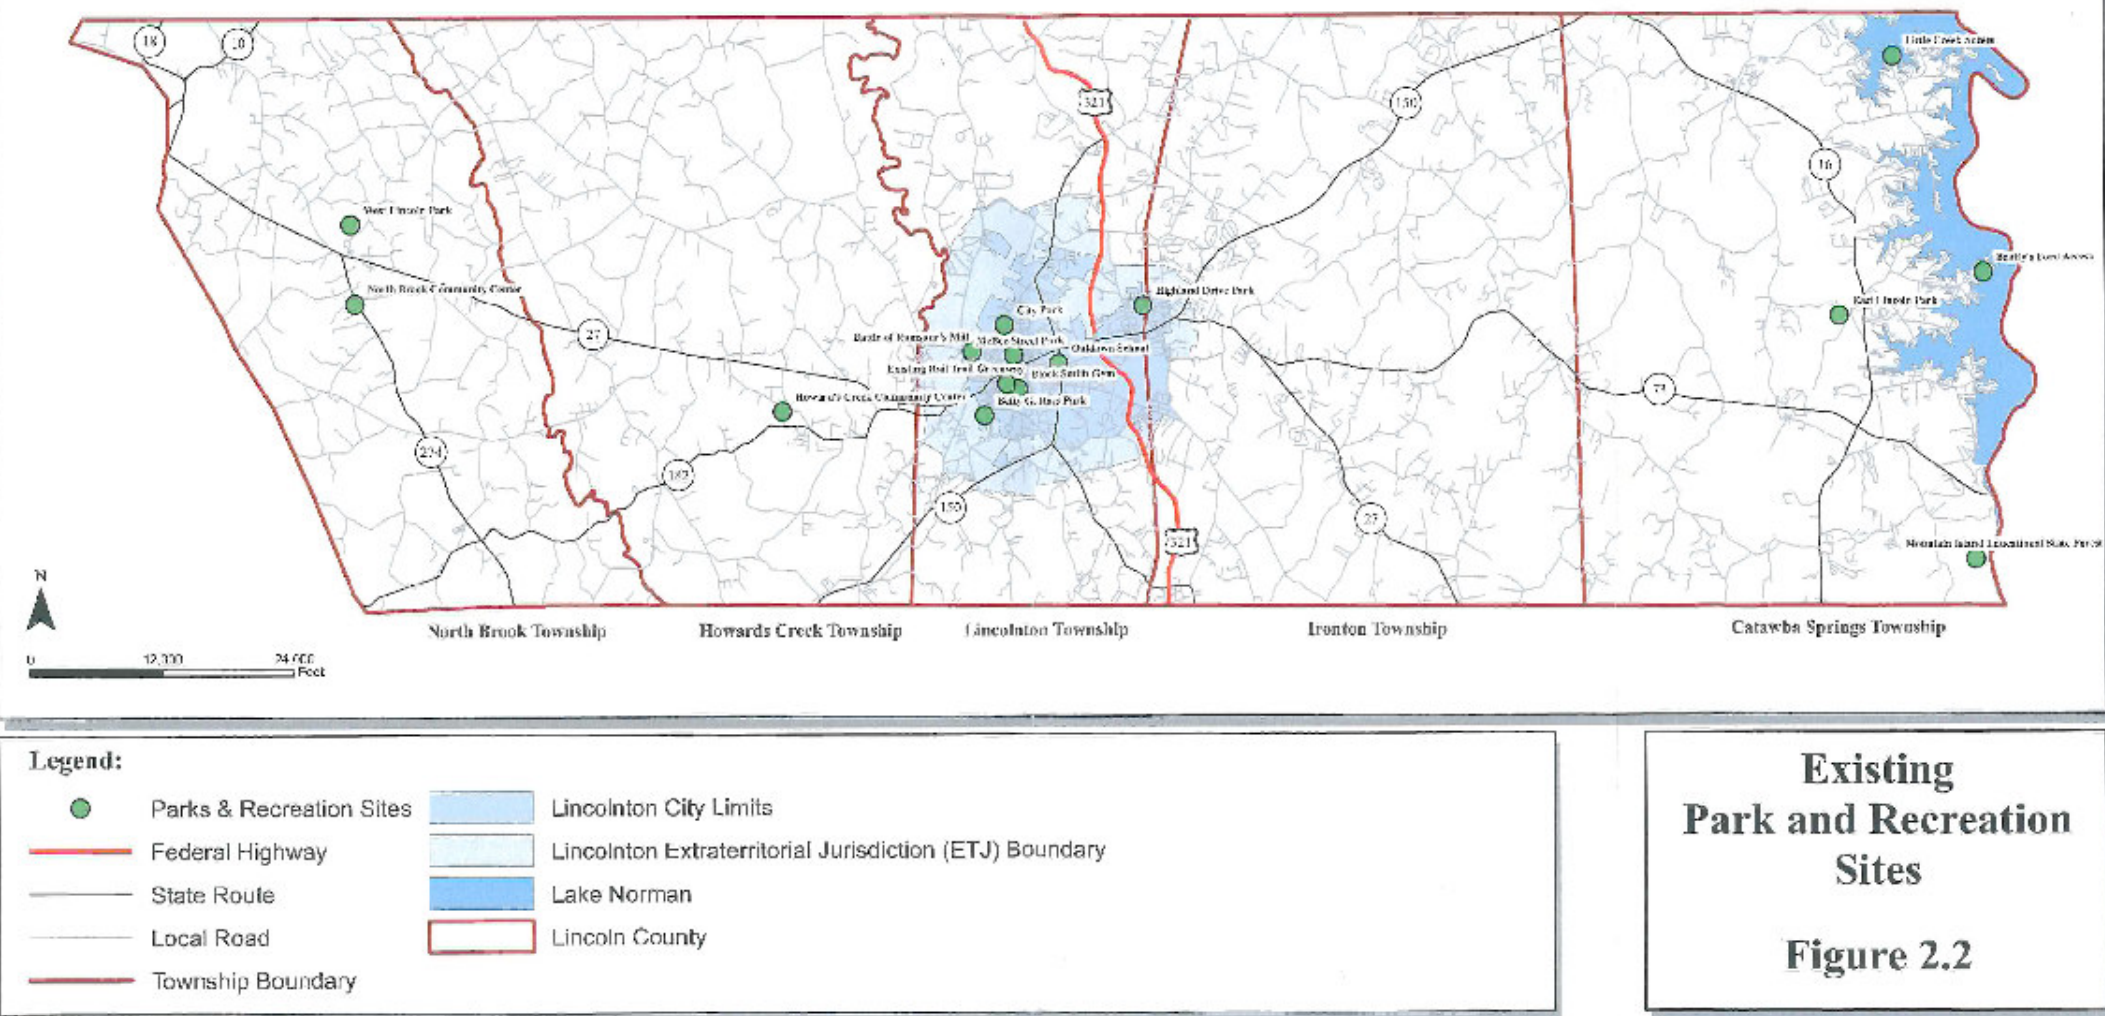 18
10
321
150
16
Little Creek Access
West Lincoln Park
North Brook Community Center
27
Highland Drive Park
City Park
Battle of Ramsour's Mill
McBee Street Park
Oaklawn School
Existing Rail Trail Greenway
Block Smith Gym
Howard's Creek Community Center
Betty G. Ross Park
Beatty's Ford Access
East Lincoln Park
73
274
182
150
27
321
Mountain Island Educational State Forest
N
North Brook Township
Howards Creek Township
Lincolnton Township
Ironton Township
Catawba Springs Township
0 12,000 24,000
Feet
Legend:
Parks & Recreation Sites
Federal Highway
State Route
Local Road
Township Boundary
Lincolnton City Limits
Lincolnton Extraterritorial Jurisdiction (ETJ) Boundary
Lake Norman
Lincoln County
Existing
Park and Recreation
Sites
Figure 2.2